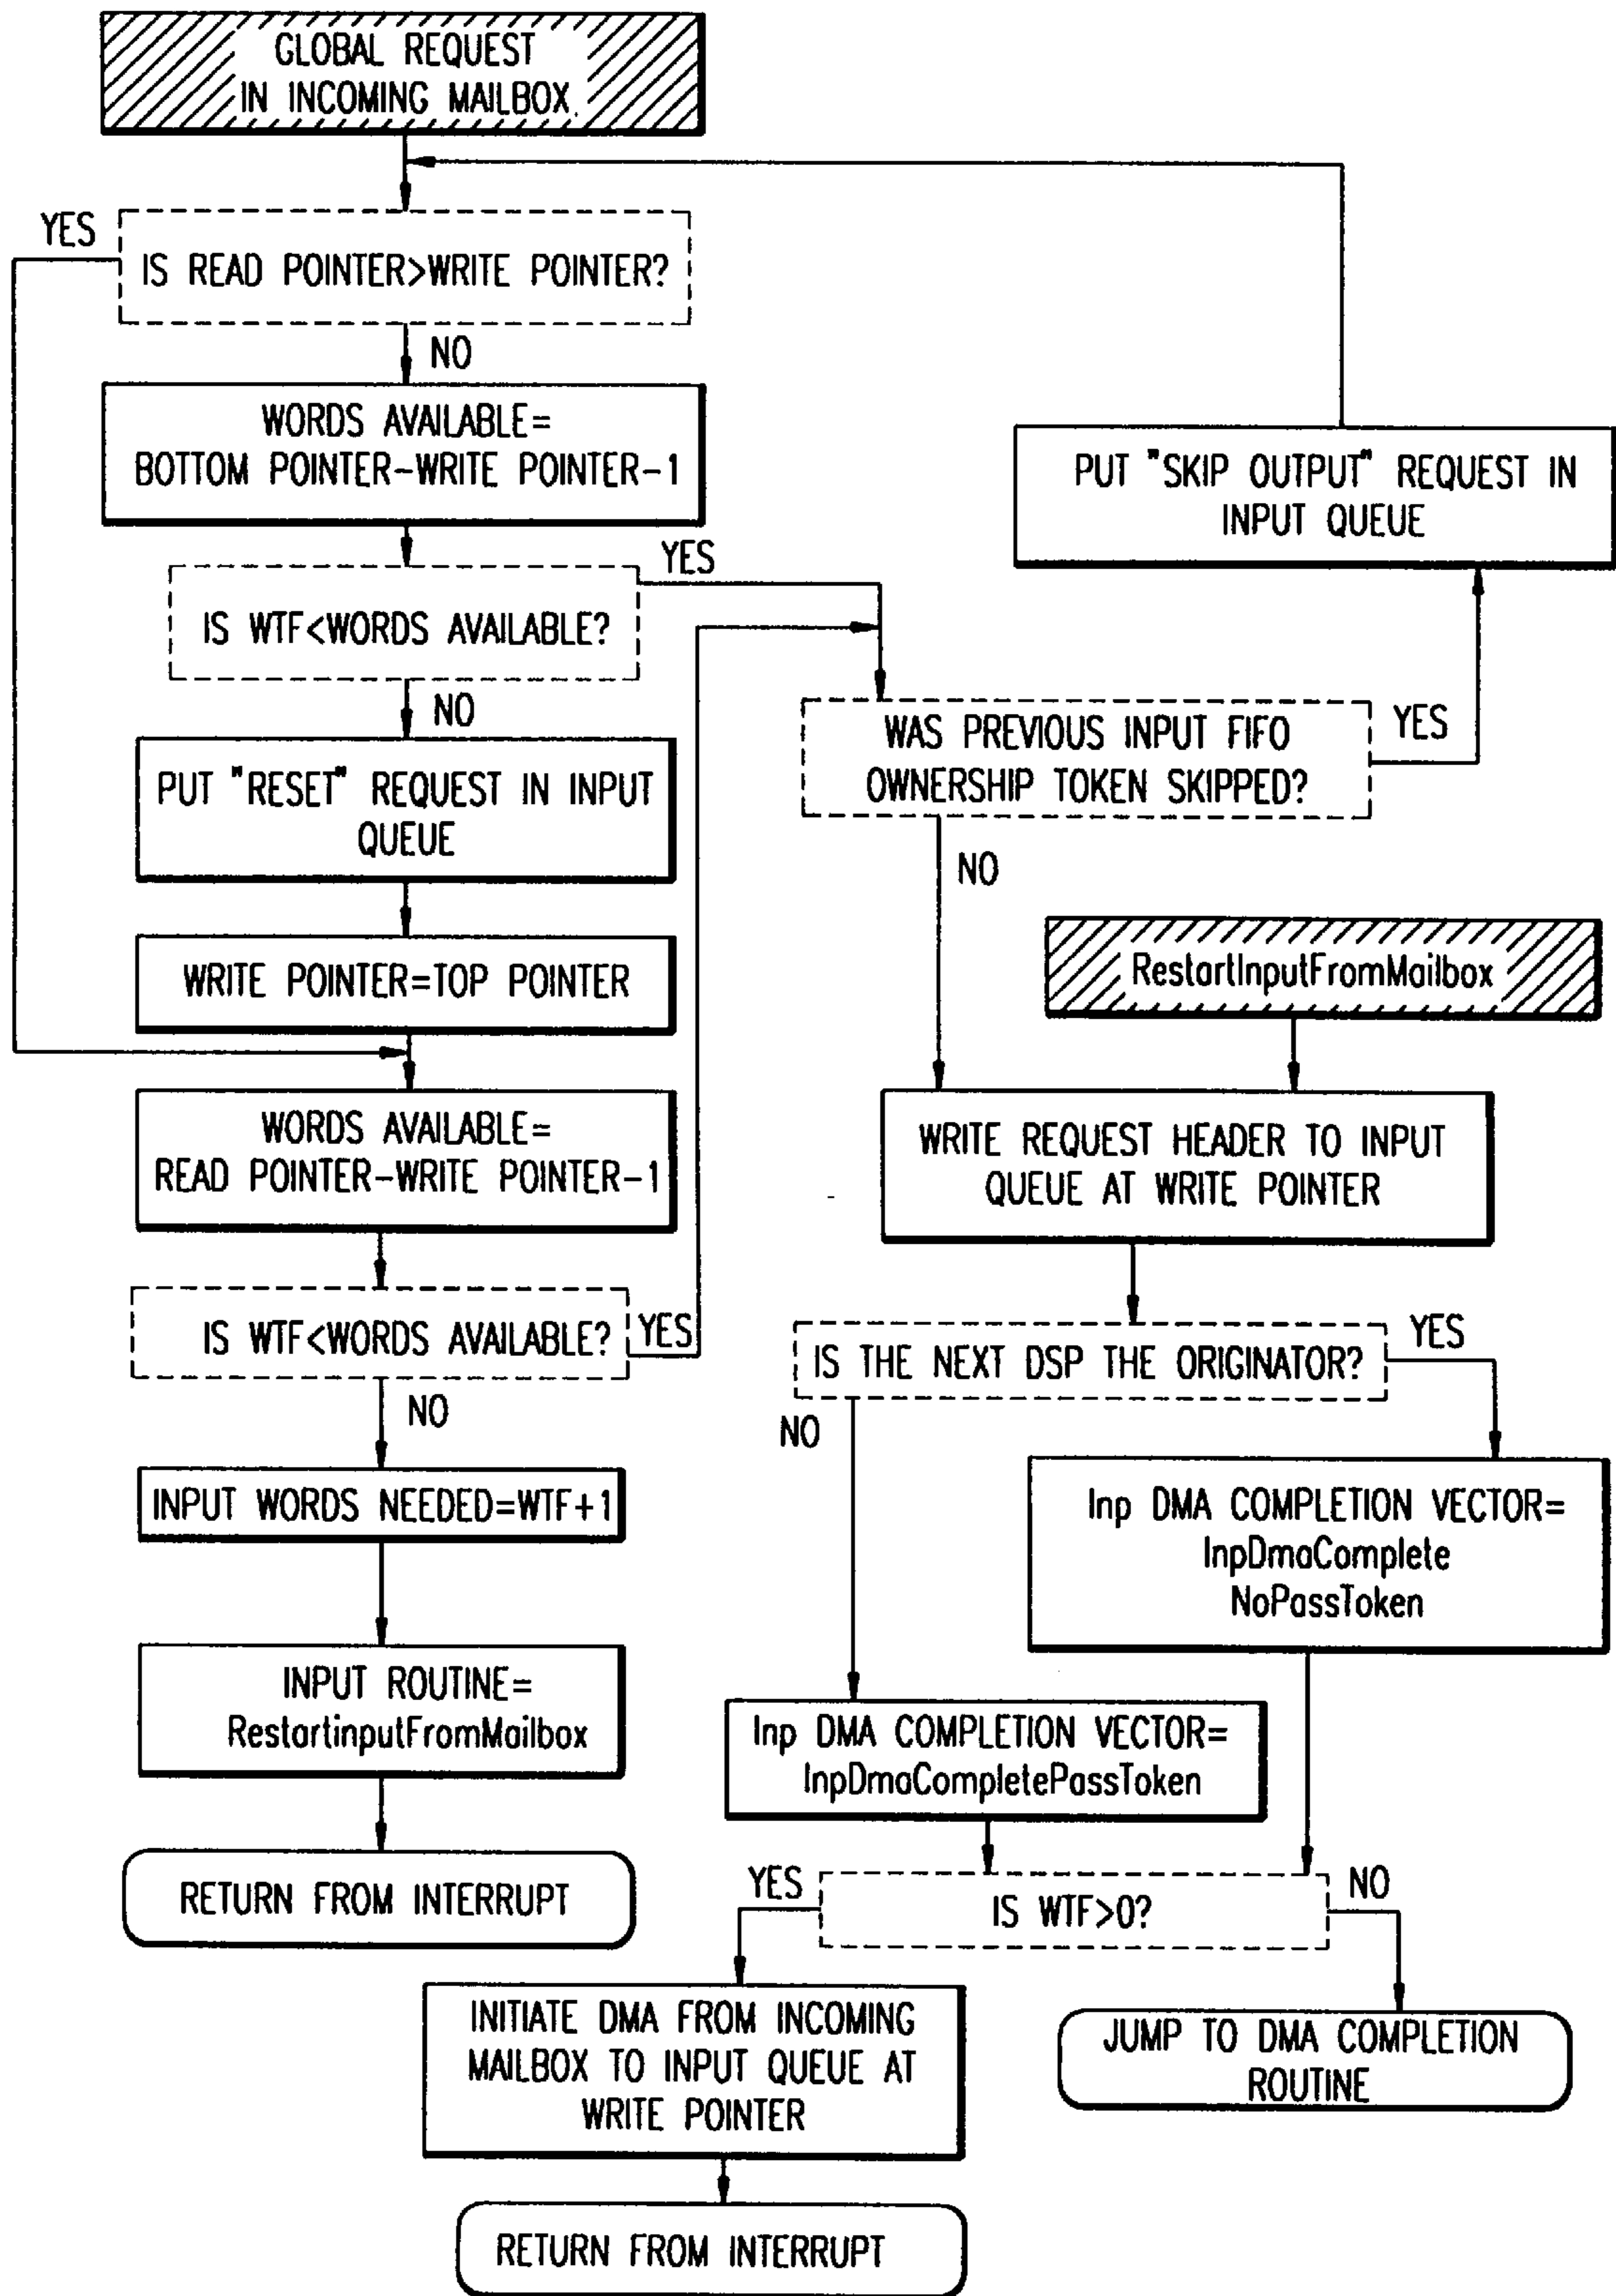 GLOBAL REQUEST
IN INCOMING MAILBOX
YES
IS READ POINTER>WRITE POINTER?
NO
WORDS AVAILABLE=
BOTTOM POINTER-WRITE POINTER-1
PUT "SKIP OUTPUT" REQUEST IN
INPUT QUEUE
YES
IS WTF<WORDS AVAILABLE?
NO
WAS PREVIOUS INPUT FIFO
OWNERSHIP TOKEN SKIPPED?
YES
NO
PUT "RESET" REQUEST IN INPUT
QUEUE
WRITE POINTER=TOP POINTER
RestartInputFromMailbox
WORDS AVAILABLE=
READ POINTER-WRITE POINTER-1
WRITE REQUEST HEADER TO INPUT
QUEUE AT WRITE POINTER
IS WTF<WORDS AVAILABLE?
YES
NO
IS THE NEXT DSP THE ORIGINATOR?
YES
NO
INPUT WORDS NEEDED=WTF+1
Inp DMA COMPLETION VECTOR=
InpDmaComplete
NoPassToken
INPUT ROUTINE=
RestartinputFromMailbox
Inp DMA COMPLETION VECTOR=
InpDmaCompletePassToken
RETURN FROM INTERRUPT
YES
IS WTF>0?
NO
INITIATE DMA FROM INCOMING
MAILBOX TO INPUT QUEUE AT
WRITE POINTER
JUMP TO DMA COMPLETION
ROUTINE
RETURN FROM INTERRUPT